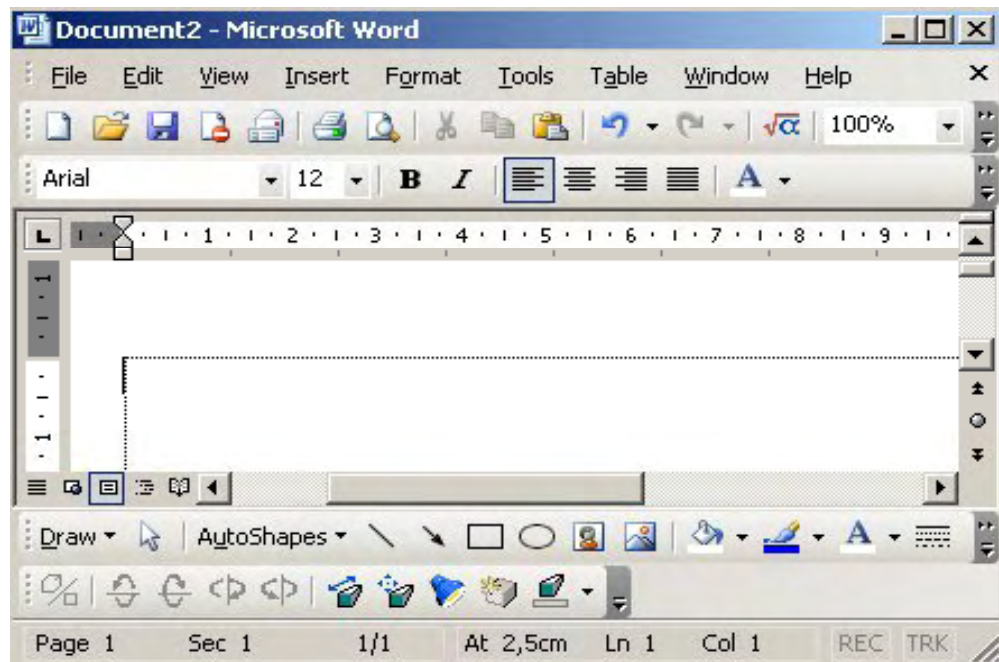 Document2 - Microsoft Word
File Edit View Insert Format Tools Table Window Help
100%
Arial 12 B I A
L 1 2 3 4 5 6 7 8 9
1
1
Draw AutoShapes A
Page 1 Sec 1 1/1 At 2,5cm Ln 1 Col 1 REC TRK